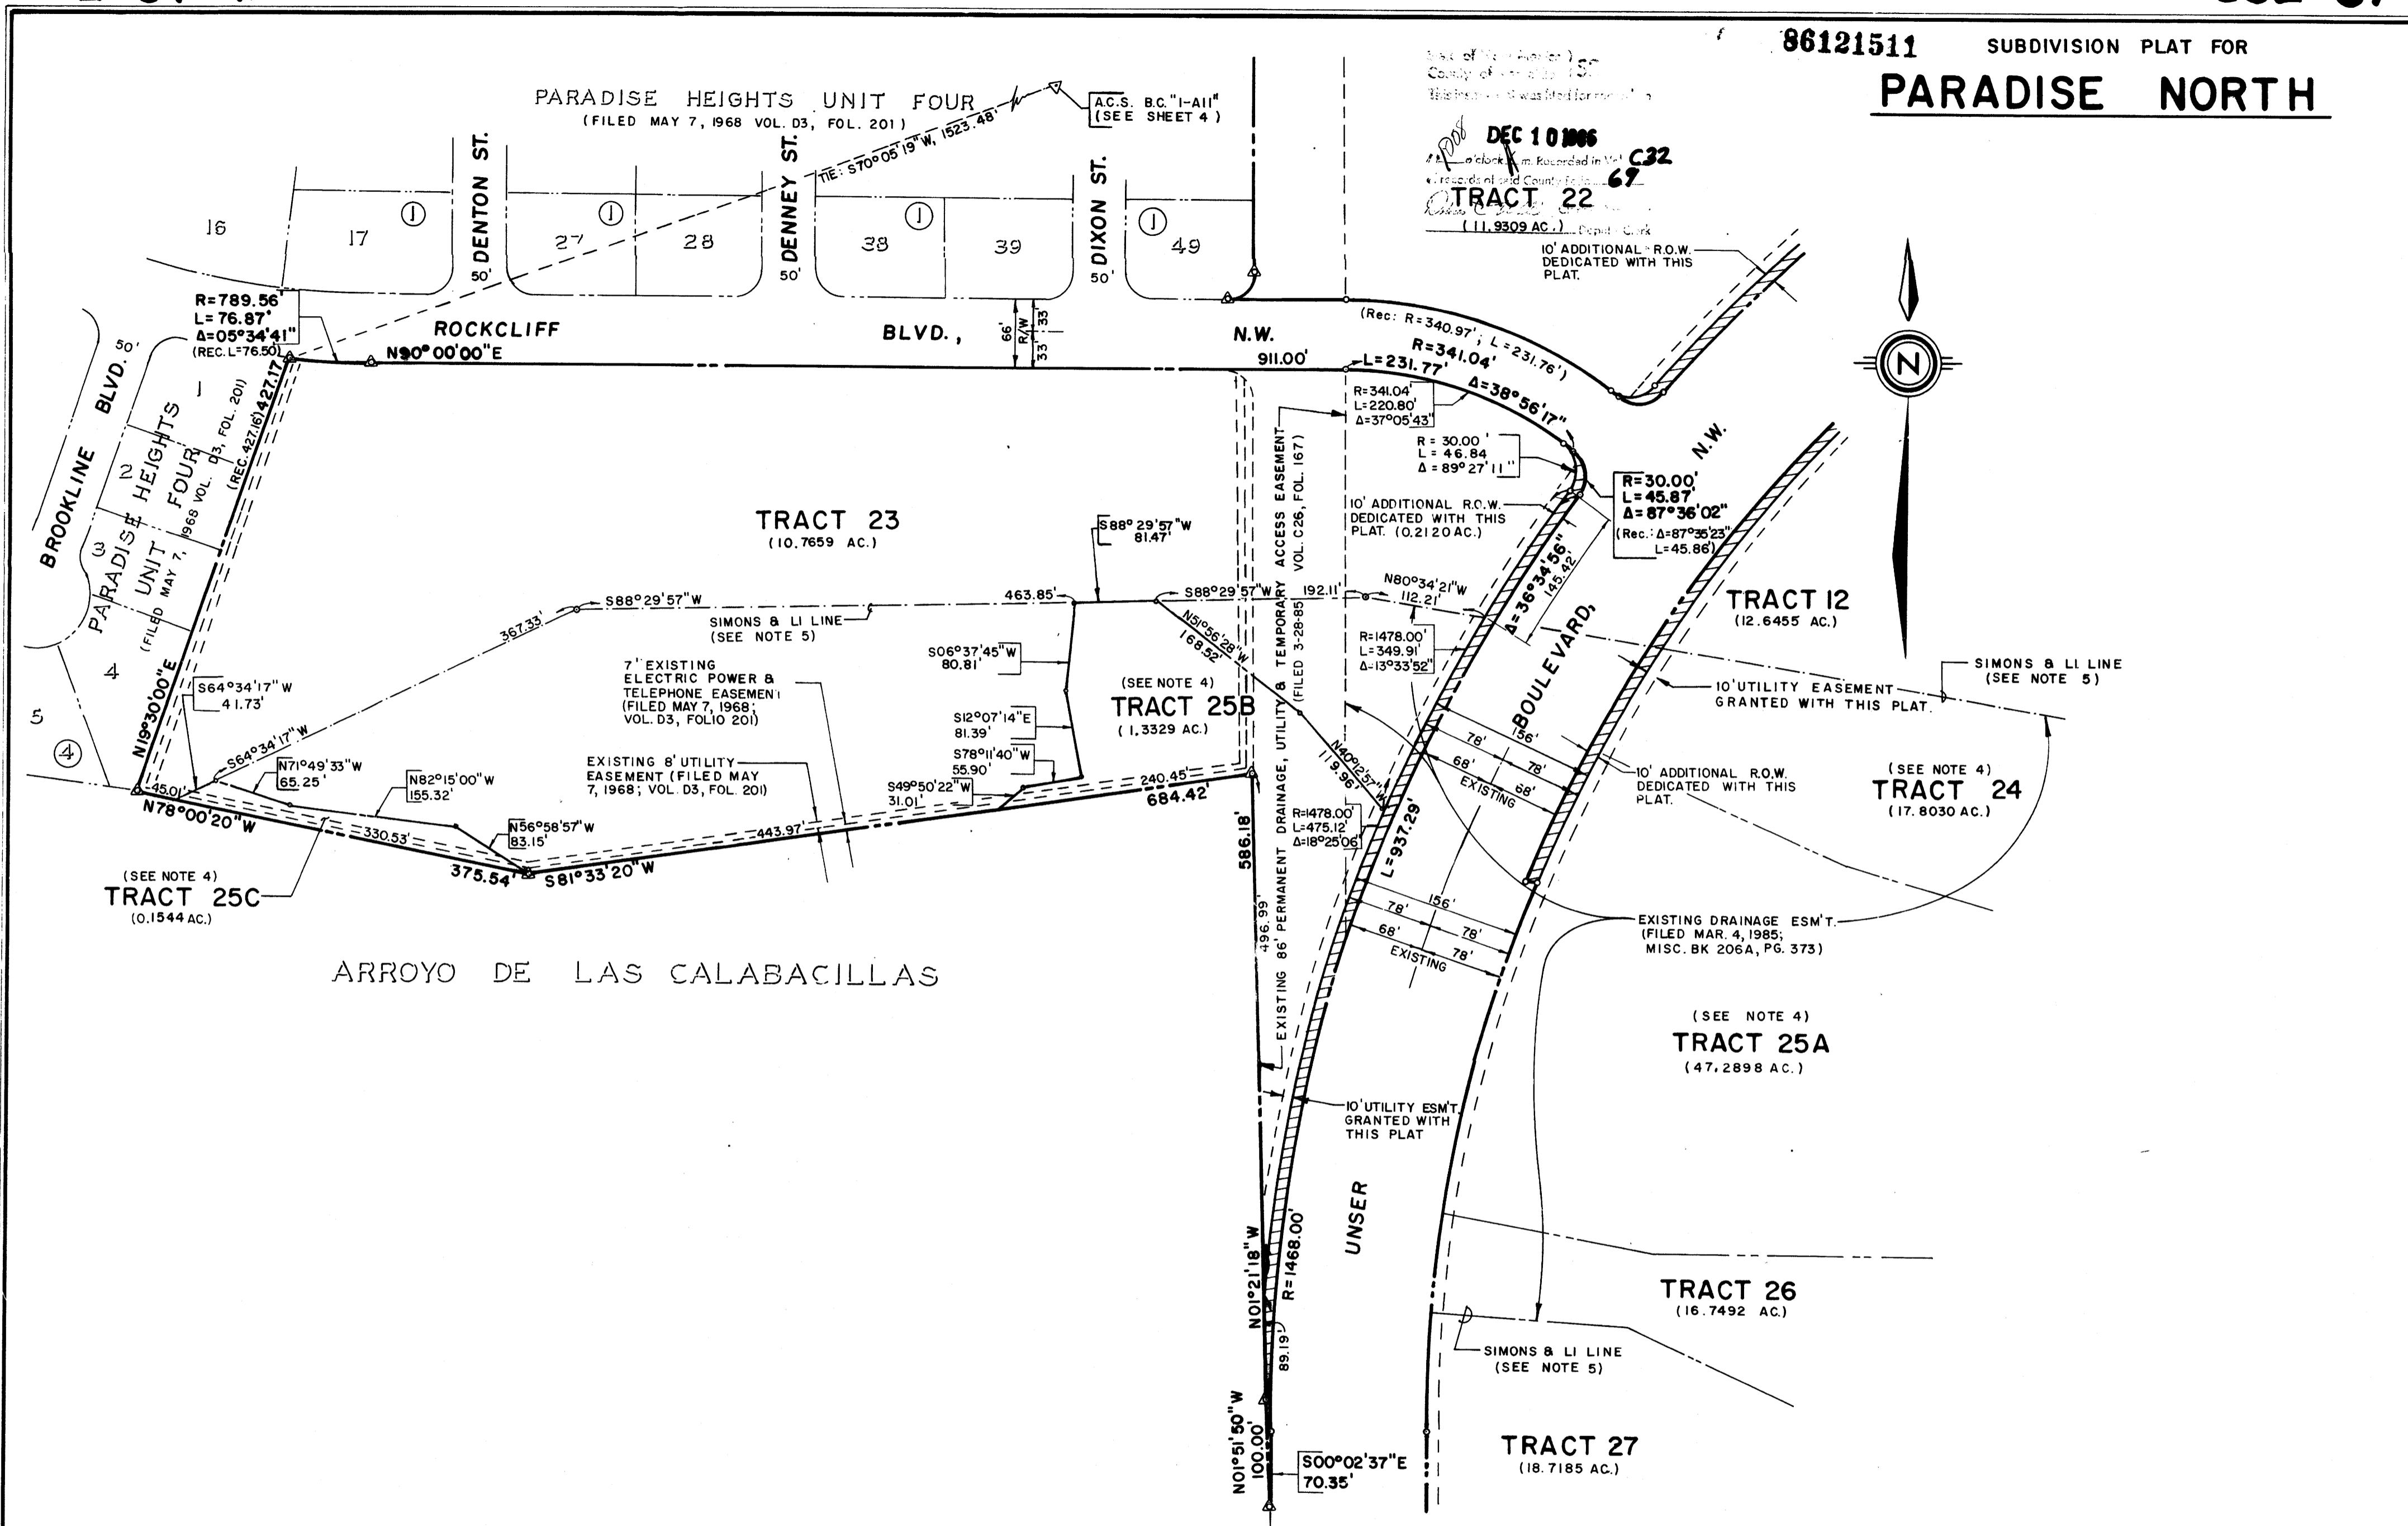 86121511
SUBDIVISION PLAT FOR
PARADISE NORTH
PARADISE HEIGHTS UNIT FOUR
(FILED MAY 7, 1968 VOL. D3, FOL. 201)
A.C.S. B.C. "1-A11"
(SEE SHEET 4)
TIE: S70°05'19"W, 1523.48'
DEC 10 1986
o'clock m. Recorded in Vol. C32
records of said County Folio 69
TRACT 22
(11.9309 AC.)
10' ADDITIONAL R.O.W.
DEDICATED WITH THIS
PLAT.
16
17
1
DENTON ST.
50'
27
1
28
DENNEY ST.
50'
38
1
39
DIXON ST.
50'
1
49
R=789.56'
L=76.87'
Δ=05°34'41"
(REC. L=76.50)
ROCKCLIFF BLVD., N.W.
N90°00'00"E
911.00'
66'
R/W
33'
33'
(Rec: R=340.97'; L=231.76')
R=341.04'
L=231.77'
Δ=38°56'17"
R=341.04'
L=220.80'
Δ=37°05'43"
R=30.00'
L=46.84
Δ=89°27'11"
R=30.00'
L=45.87'
Δ=87°36'02"
(Rec.: Δ=87°35'23"
L=45.86')
10' ADDITIONAL R.O.W.
DEDICATED WITH THIS
PLAT. (0.2120 AC.)
N
BROOKLINE BLVD.
50'
1
2
3
4
5
4
PARADISE HEIGHTS
UNIT FOUR
(FILED MAY 7, 1968 VOL. D3, FOL. 201)
(REC. 427.16)
427.17
N19°30'00"E
TRACT 23
(10.7659 AC.)
S88°29'57"W
81.47'
S88°29'57"W
463.85'
S88°29'57"W
192.11'
N80°34'21"W
112.21'
367.33'
S64°34'17"W
SIMONS & LI LINE
(SEE NOTE 5)
S64°34'17"W
41.73'
N71°49'33"W
65.25'
N82°15'00"W
155.32'
N56°58'57"W
83.15'
7' EXISTING
ELECTRIC POWER &
TELEPHONE EASEMENT
(FILED MAY 7, 1968;
VOL. D3, FOLIO 201)
EXISTING 8' UTILITY
EASEMENT (FILED MAY
7, 1968; VOL. D3, FOL. 201)
S06°37'45"W
80.81'
S12°07'14"E
81.39'
S78°11'40"W
55.90'
S49°50'22"W
31.01'
(SEE NOTE 4)
TRACT 25B
(1.3329 AC.)
N51°56'28"W
168.52'
N40°12'57"W
119.96'
EXISTING 86' PERMANENT DRAINAGE, UTILITY & TEMPORARY ACCESS EASEMENT
(FILED 3-28-85 VOL. C26, FOL. 167)
R=1478.00'
L=349.91'
Δ=13°33'52"
R=1478.00'
L=475.12'
Δ=18°25'06"
Δ=36°34'56"
145.42'
L=937.29'
R=1468.00'
UNSER BOULEVARD, N.W.
TRACT 12
(12.6455 AC.)
SIMONS & LI LINE
(SEE NOTE 5)
10' UTILITY EASEMENT
GRANTED WITH THIS PLAT.
10' ADDITIONAL R.O.W.
DEDICATED WITH THIS
PLAT.
(SEE NOTE 4)
TRACT 24
(17.8030 AC.)
156'
78'
78'
68'
68'
EXISTING
156'
78'
78'
68'
78'
EXISTING
45.01'
N78°00'20"W
330.53'
375.54'
S81°33'20"W
443.97'
240.45'
684.42'
586.18'
496.99'
(SEE NOTE 4)
TRACT 25C
(0.1544 AC.)
ARROYO DE LAS CALABACILLAS
EXISTING DRAINAGE ESM'T.
(FILED MAR. 4, 1985;
MISC. BK 206A, PG. 373)
(SEE NOTE 4)
TRACT 25A
(47.2898 AC.)
10' UTILITY ESM'T.
GRANTED WITH
THIS PLAT
N01°21'18"W
89.19'
N01°51'50"W
100.00'
S00°02'37"E
70.35'
TRACT 26
(16.7492 AC.)
SIMONS & LI LINE
(SEE NOTE 5)
TRACT 27
(18.7185 AC.)